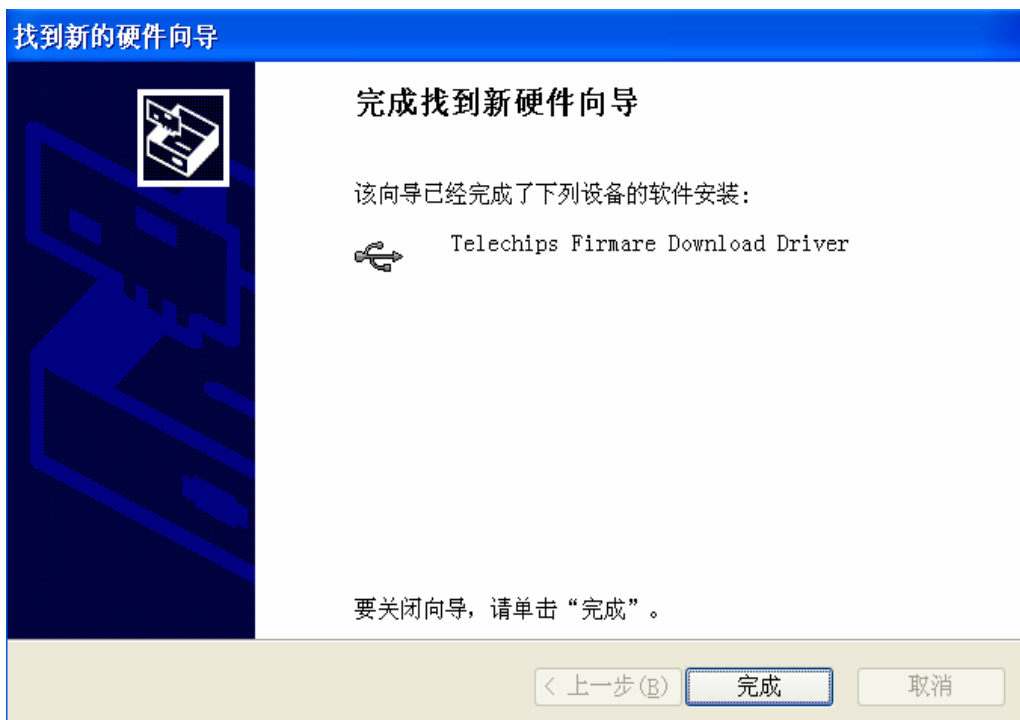 找到新的硬件向导
完成找到新硬件向导
该向导已经完成了下列设备的软件安装:
Telechips Firmare Download Driver
要关闭向导，请单击“完成”。
< 上一步(B)
完成
取消